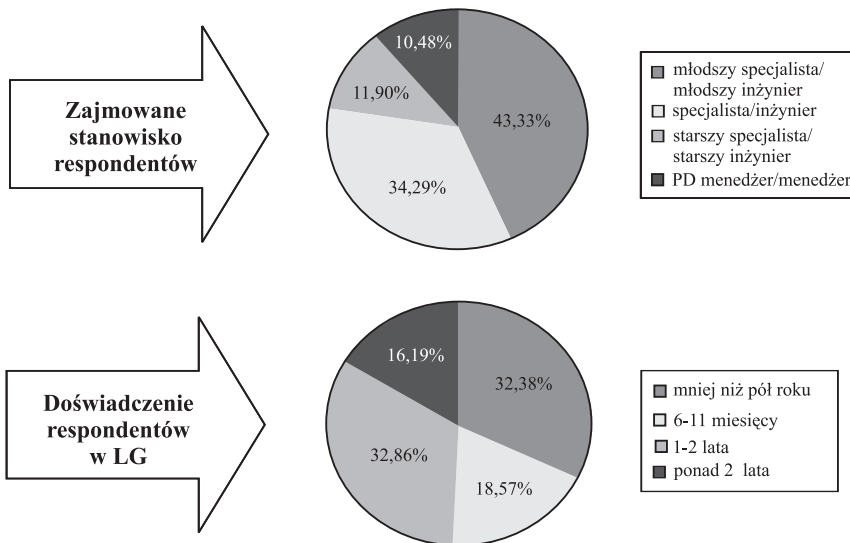 Zajmowane
stanowisko
respondentów
10,48%
11,90%
43,33%
34,29%
młodszy specjalista/
młodszy inżynier
specjalista/inżynier
starszy specjalista/
starszy inżynier
PD menedżer/menedżer
Doświadczenie
respondentów
w LG
16,19%
32,38%
32,86%
18,57%
mniej niż pół roku
6-11 miesięcy
1-2 lata
ponad 2 lata